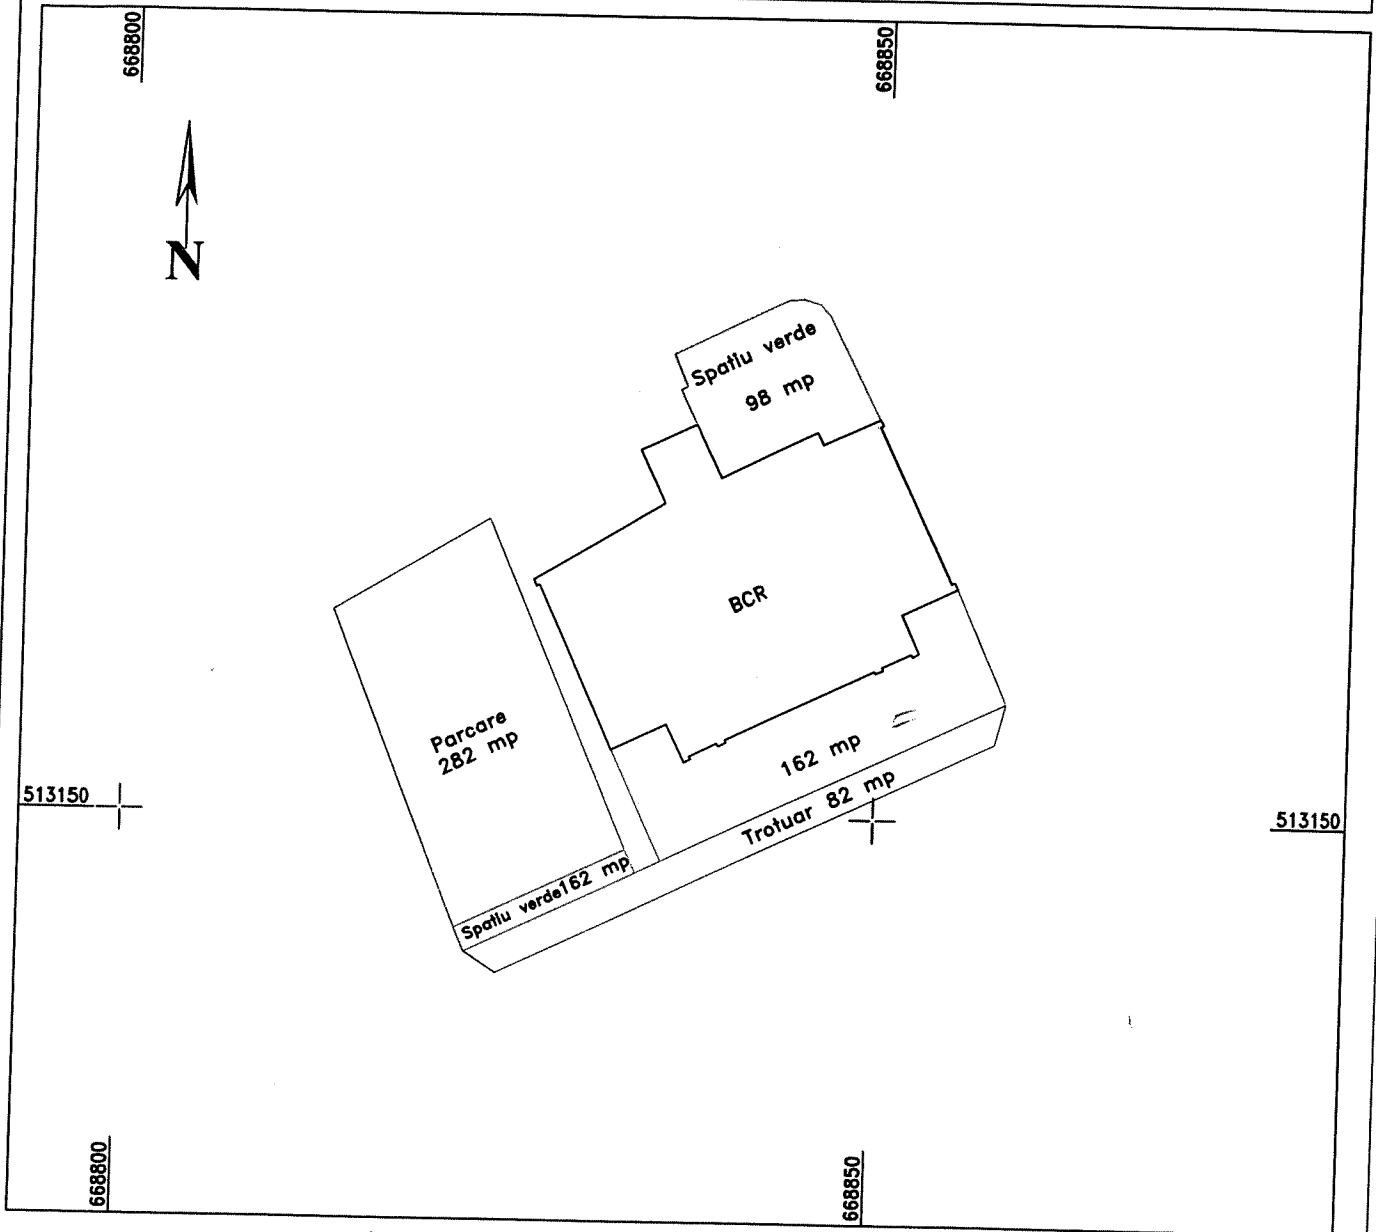 668800
668850
N
Spatiu verde
98 mp
BCR
Parcare
282 mp
162 mp
Trotuar 82 mp
513150
513150
Spatiu verde162 mp
668800
668850